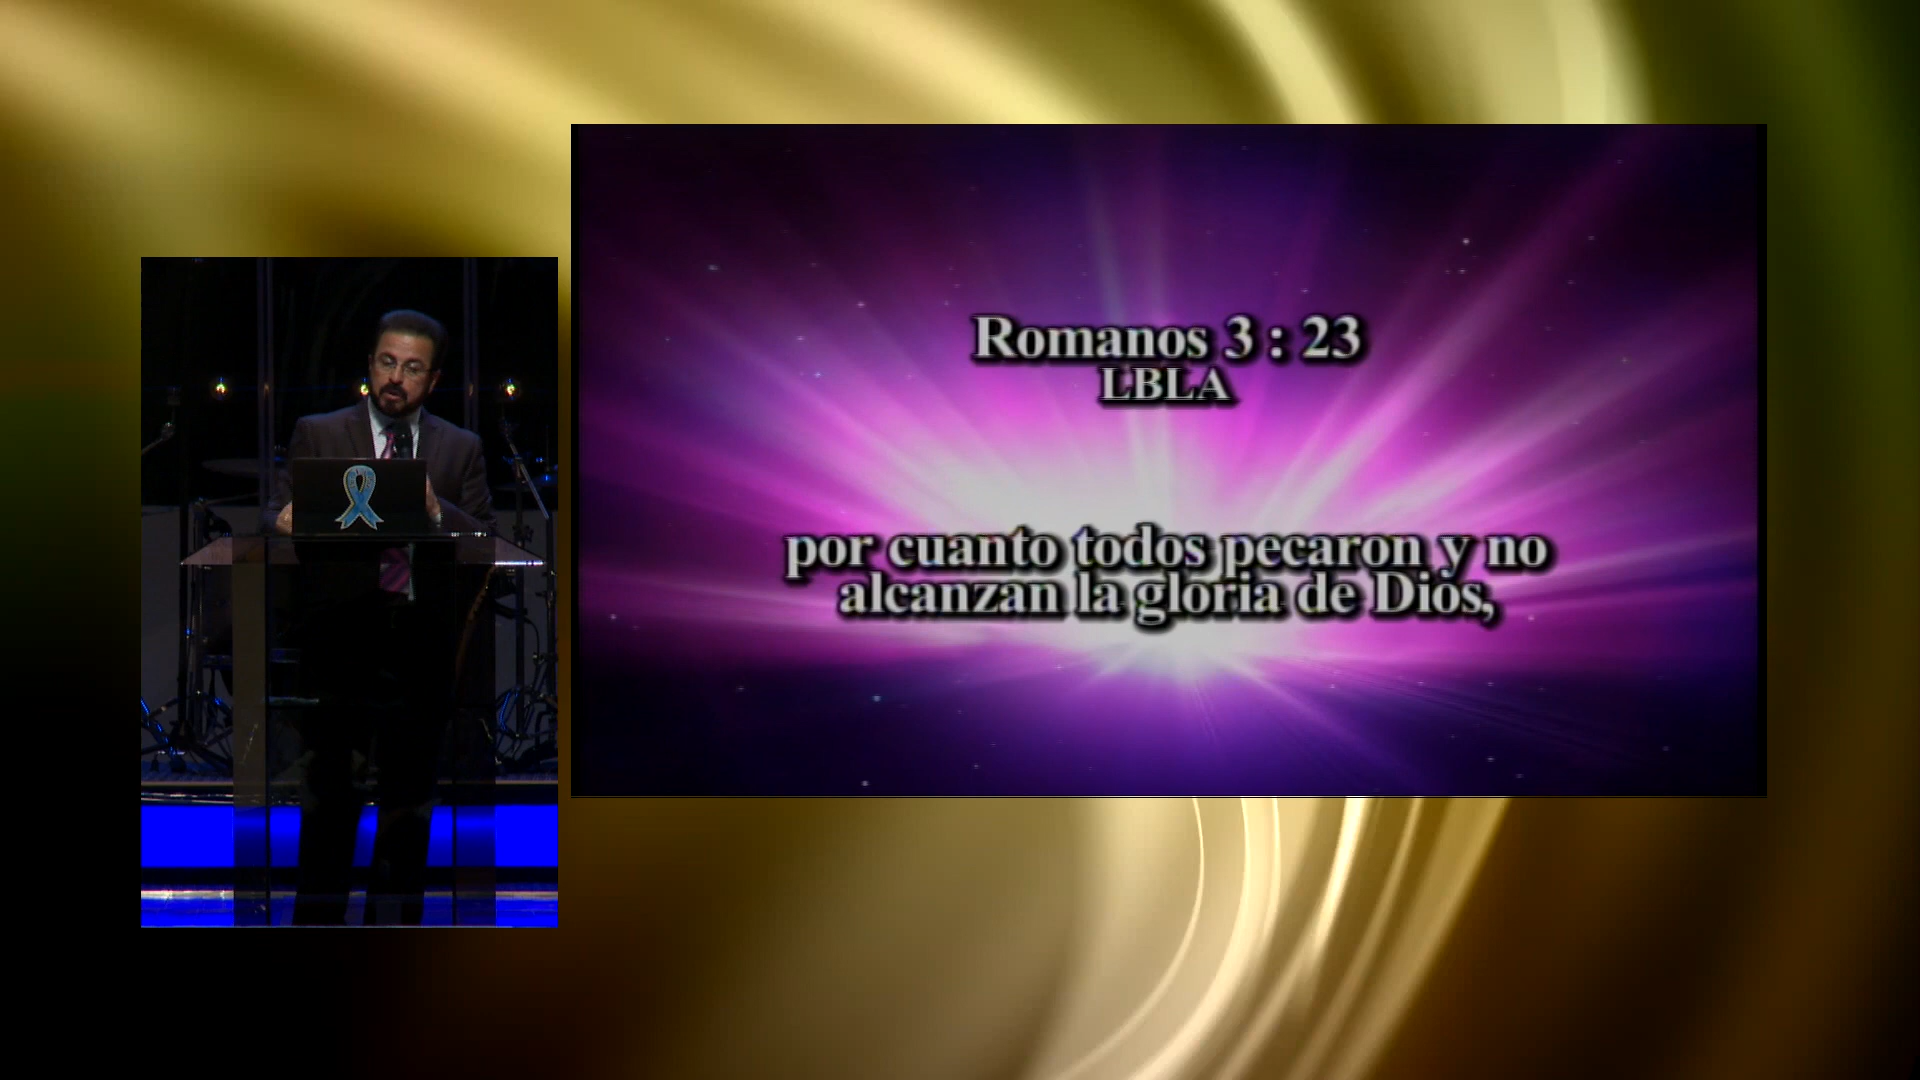 Romanos 3 : 23
LBLA
por cuanto todos pecaron y no
alcanzan la gloria de Dios,